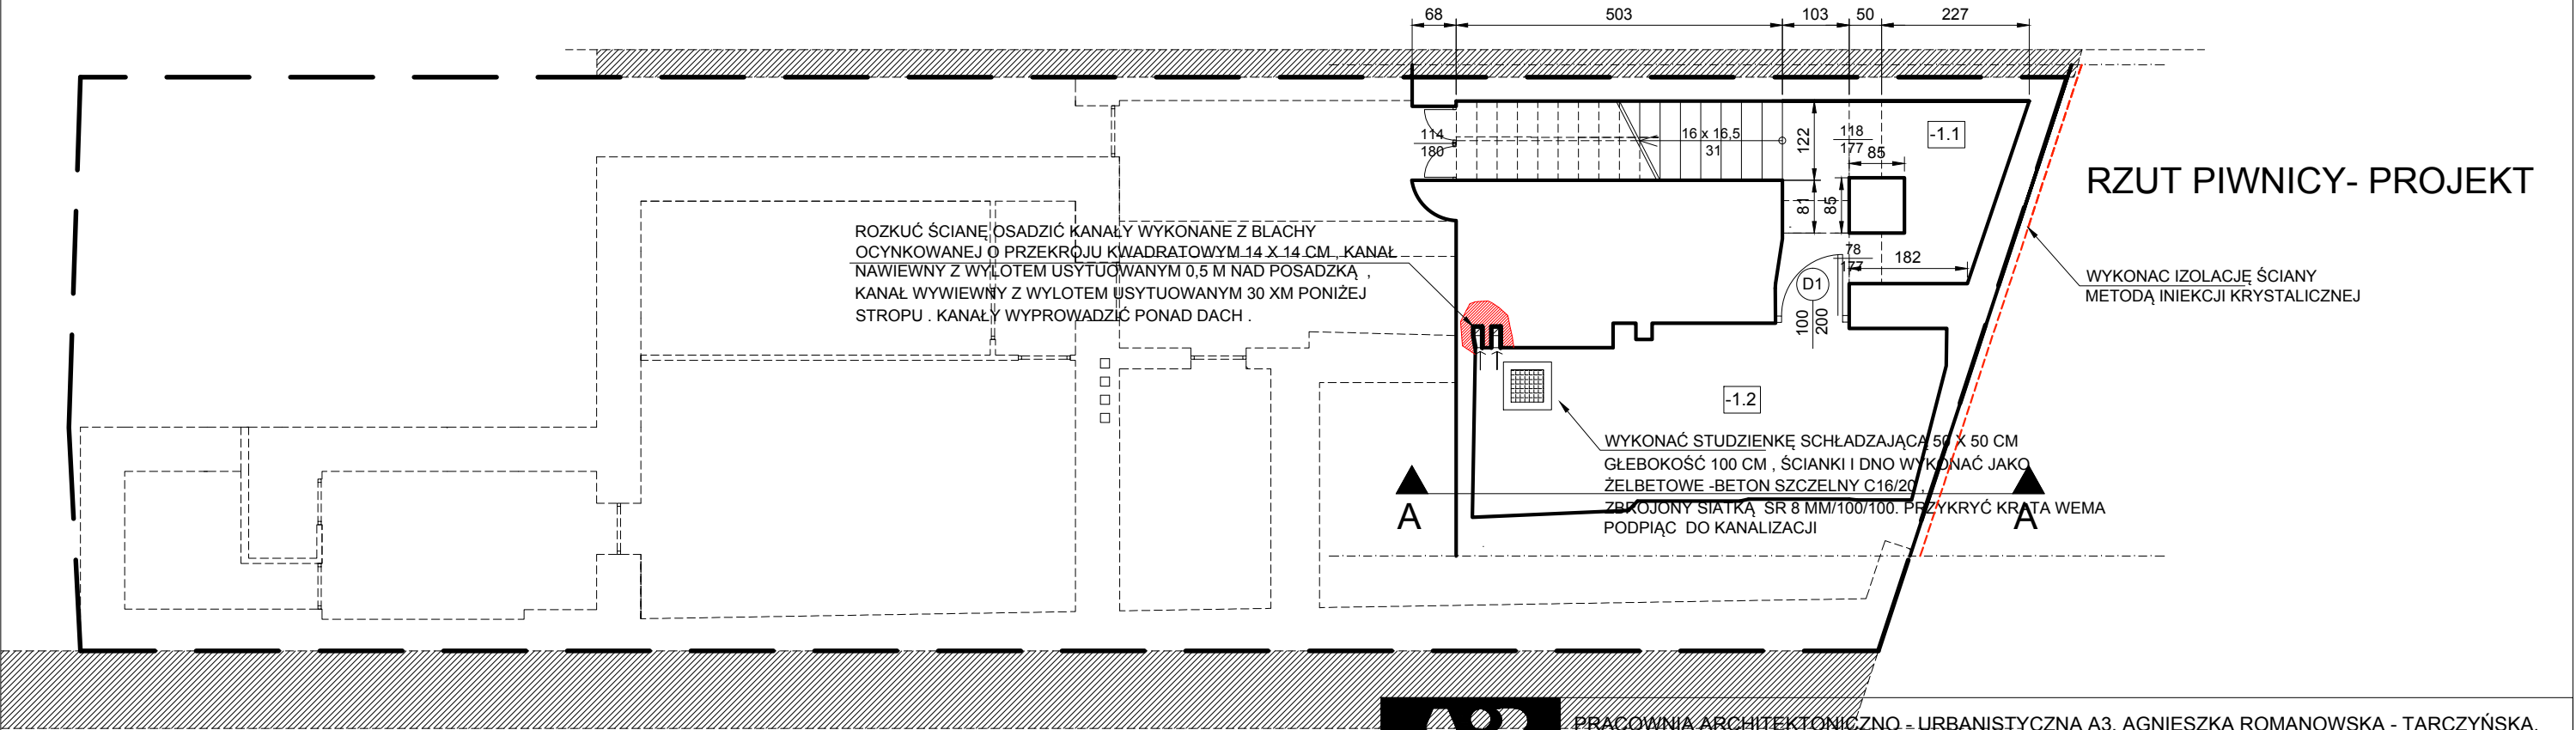 68
503
103
50
227
114
180
16 x 16,5
31
122
118
177
85
-1.1
RZUT PIWNICY- PROJEKT
81
85
ROZKUĆ ŚCIANĘ OSADZIĆ KANAŁY WYKONANE Z BLACHY
OCYNKOWANEJ O PRZEKROJU KWADRATOWYM 14 X 14 CM , KANAŁ
NAWIEWNY Z WYLOTEM USYTUOWANYM 0,5 M NAD POSADZKĄ ,
KANAŁ WYWIEWNY Z WYLOTEM USYTUOWANYM 30 XM PONIŻEJ
STROPU . KANAŁY WYPROWADZIĆ PONAD DACH .
78
177
182
D1
100
200
WYKONAC IZOLACJĘ ŚCIANY
METODĄ INIEKCJI KRYSTALICZNEJ
-1.2
WYKONAĆ STUDZIENKĘ SCHŁADZAJĄCĄ 50 X 50 CM
GŁEBOKOŚĆ 100 CM , ŚCIANKI I DNO WYKONAĆ JAKO
ŻELBETOWE -BETON SZCZELNY C16/20 ,
ZBROJONY SIATKĄ SR 8 MM/100/100. PRZYKRYĆ KRATA WEMA
PODPIĄC DO KANALIZACJI
A
A
PRACOWNIA ARCHITEKTONICZNO - URBANISTYCZNA A3, AGNIESZKA ROMANOWSKA - TARCZYŃSKA,